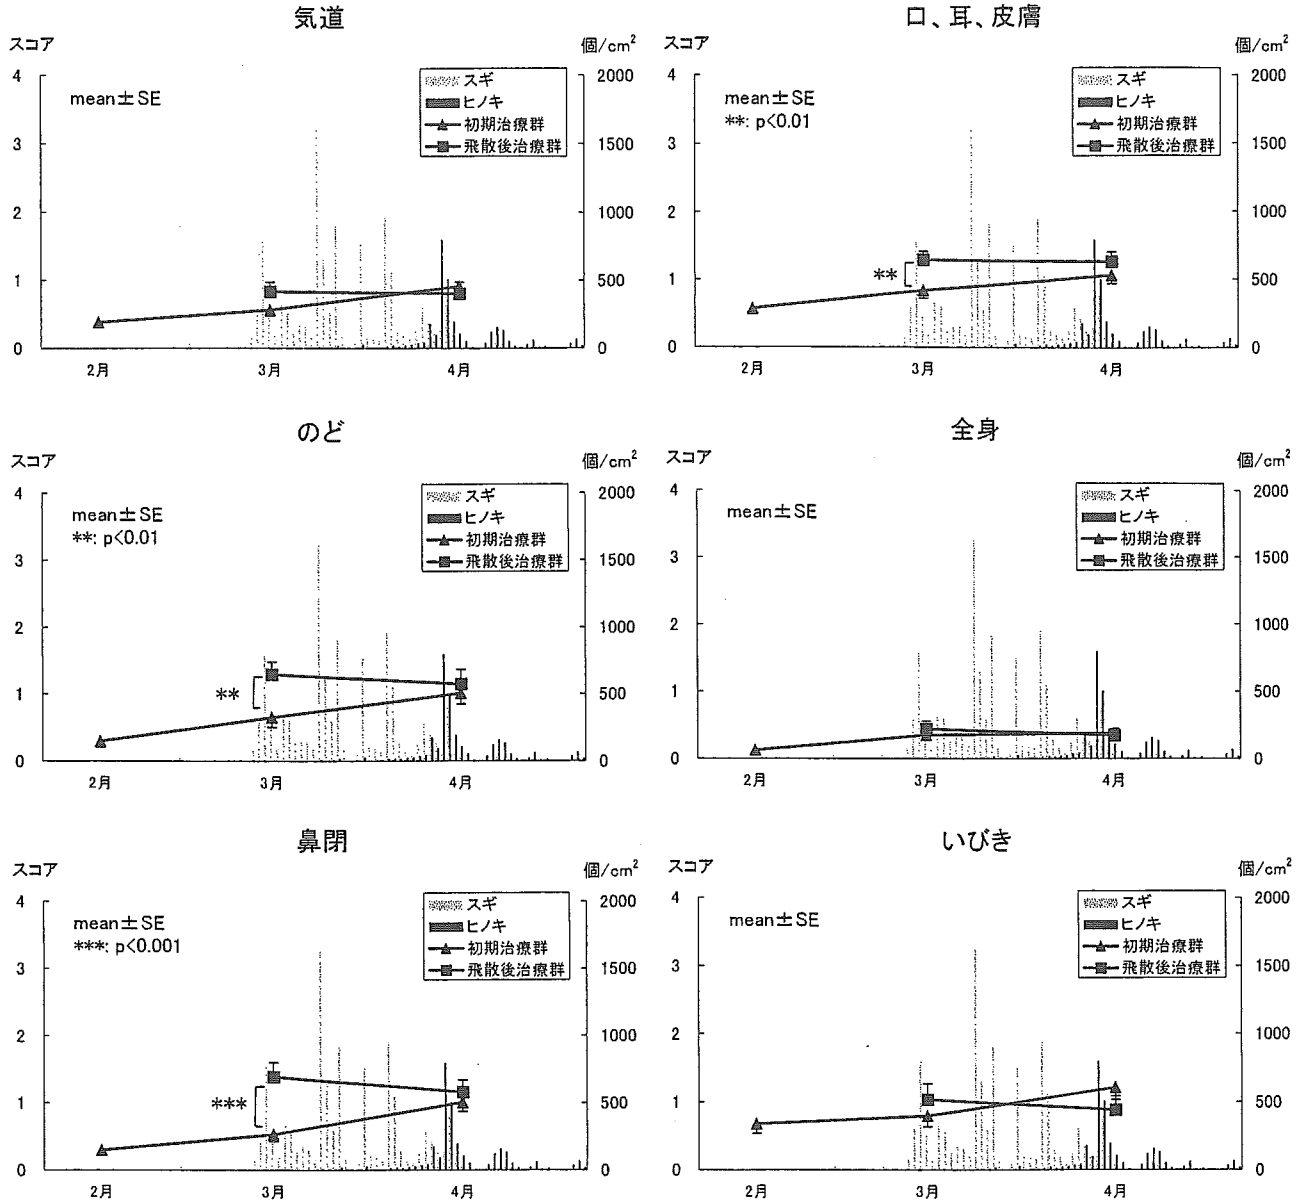 気道
スコア
個/cm²
4
3
2
1
0
2000
1500
1000
500
0
mean±SE
スギ
ヒノキ
初期治療群
飛散後治療群
2月
3月
4月
口、耳、皮膚
スコア
個/cm²
4
3
2
1
0
2000
1500
1000
500
0
mean±SE
**: p<0.01
スギ
ヒノキ
初期治療群
飛散後治療群
**
2月
3月
4月
のど
スコア
個/cm²
4
3
2
1
0
2000
1500
1000
500
0
mean±SE
**: p<0.01
スギ
ヒノキ
初期治療群
飛散後治療群
**
2月
3月
4月
全身
スコア
個/cm²
4
3
2
1
0
2000
1500
1000
500
0
mean±SE
スギ
ヒノキ
初期治療群
飛散後治療群
2月
3月
4月
鼻閉
スコア
個/cm²
4
3
2
1
0
2000
1500
1000
500
0
mean±SE
***: p<0.001
スギ
ヒノキ
初期治療群
飛散後治療群
***
2月
3月
4月
いびき
スコア
個/cm²
4
3
2
1
0
2000
1500
1000
500
0
mean±SE
スギ
ヒノキ
初期治療群
飛散後治療群
2月
3月
4月